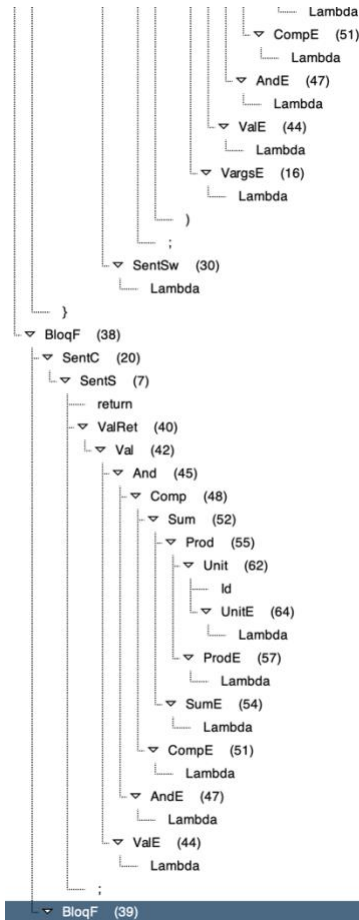 Lambda
CompE (51)
Lambda
AndE (47)
Lambda
ValE (44)
Lambda
VargsE (16)
Lambda
)
;
SentSw (30)
Lambda
}
BloqF (38)
SentC (20)
SentS (7)
return
ValRet (40)
Val (42)
And (45)
Comp (48)
Sum (52)
Prod (55)
Unit (62)
Id
UnitE (64)
Lambda
ProdE (57)
Lambda
SumE (54)
Lambda
CompE (51)
Lambda
AndE (47)
Lambda
ValE (44)
Lambda
;
BloqF (39)